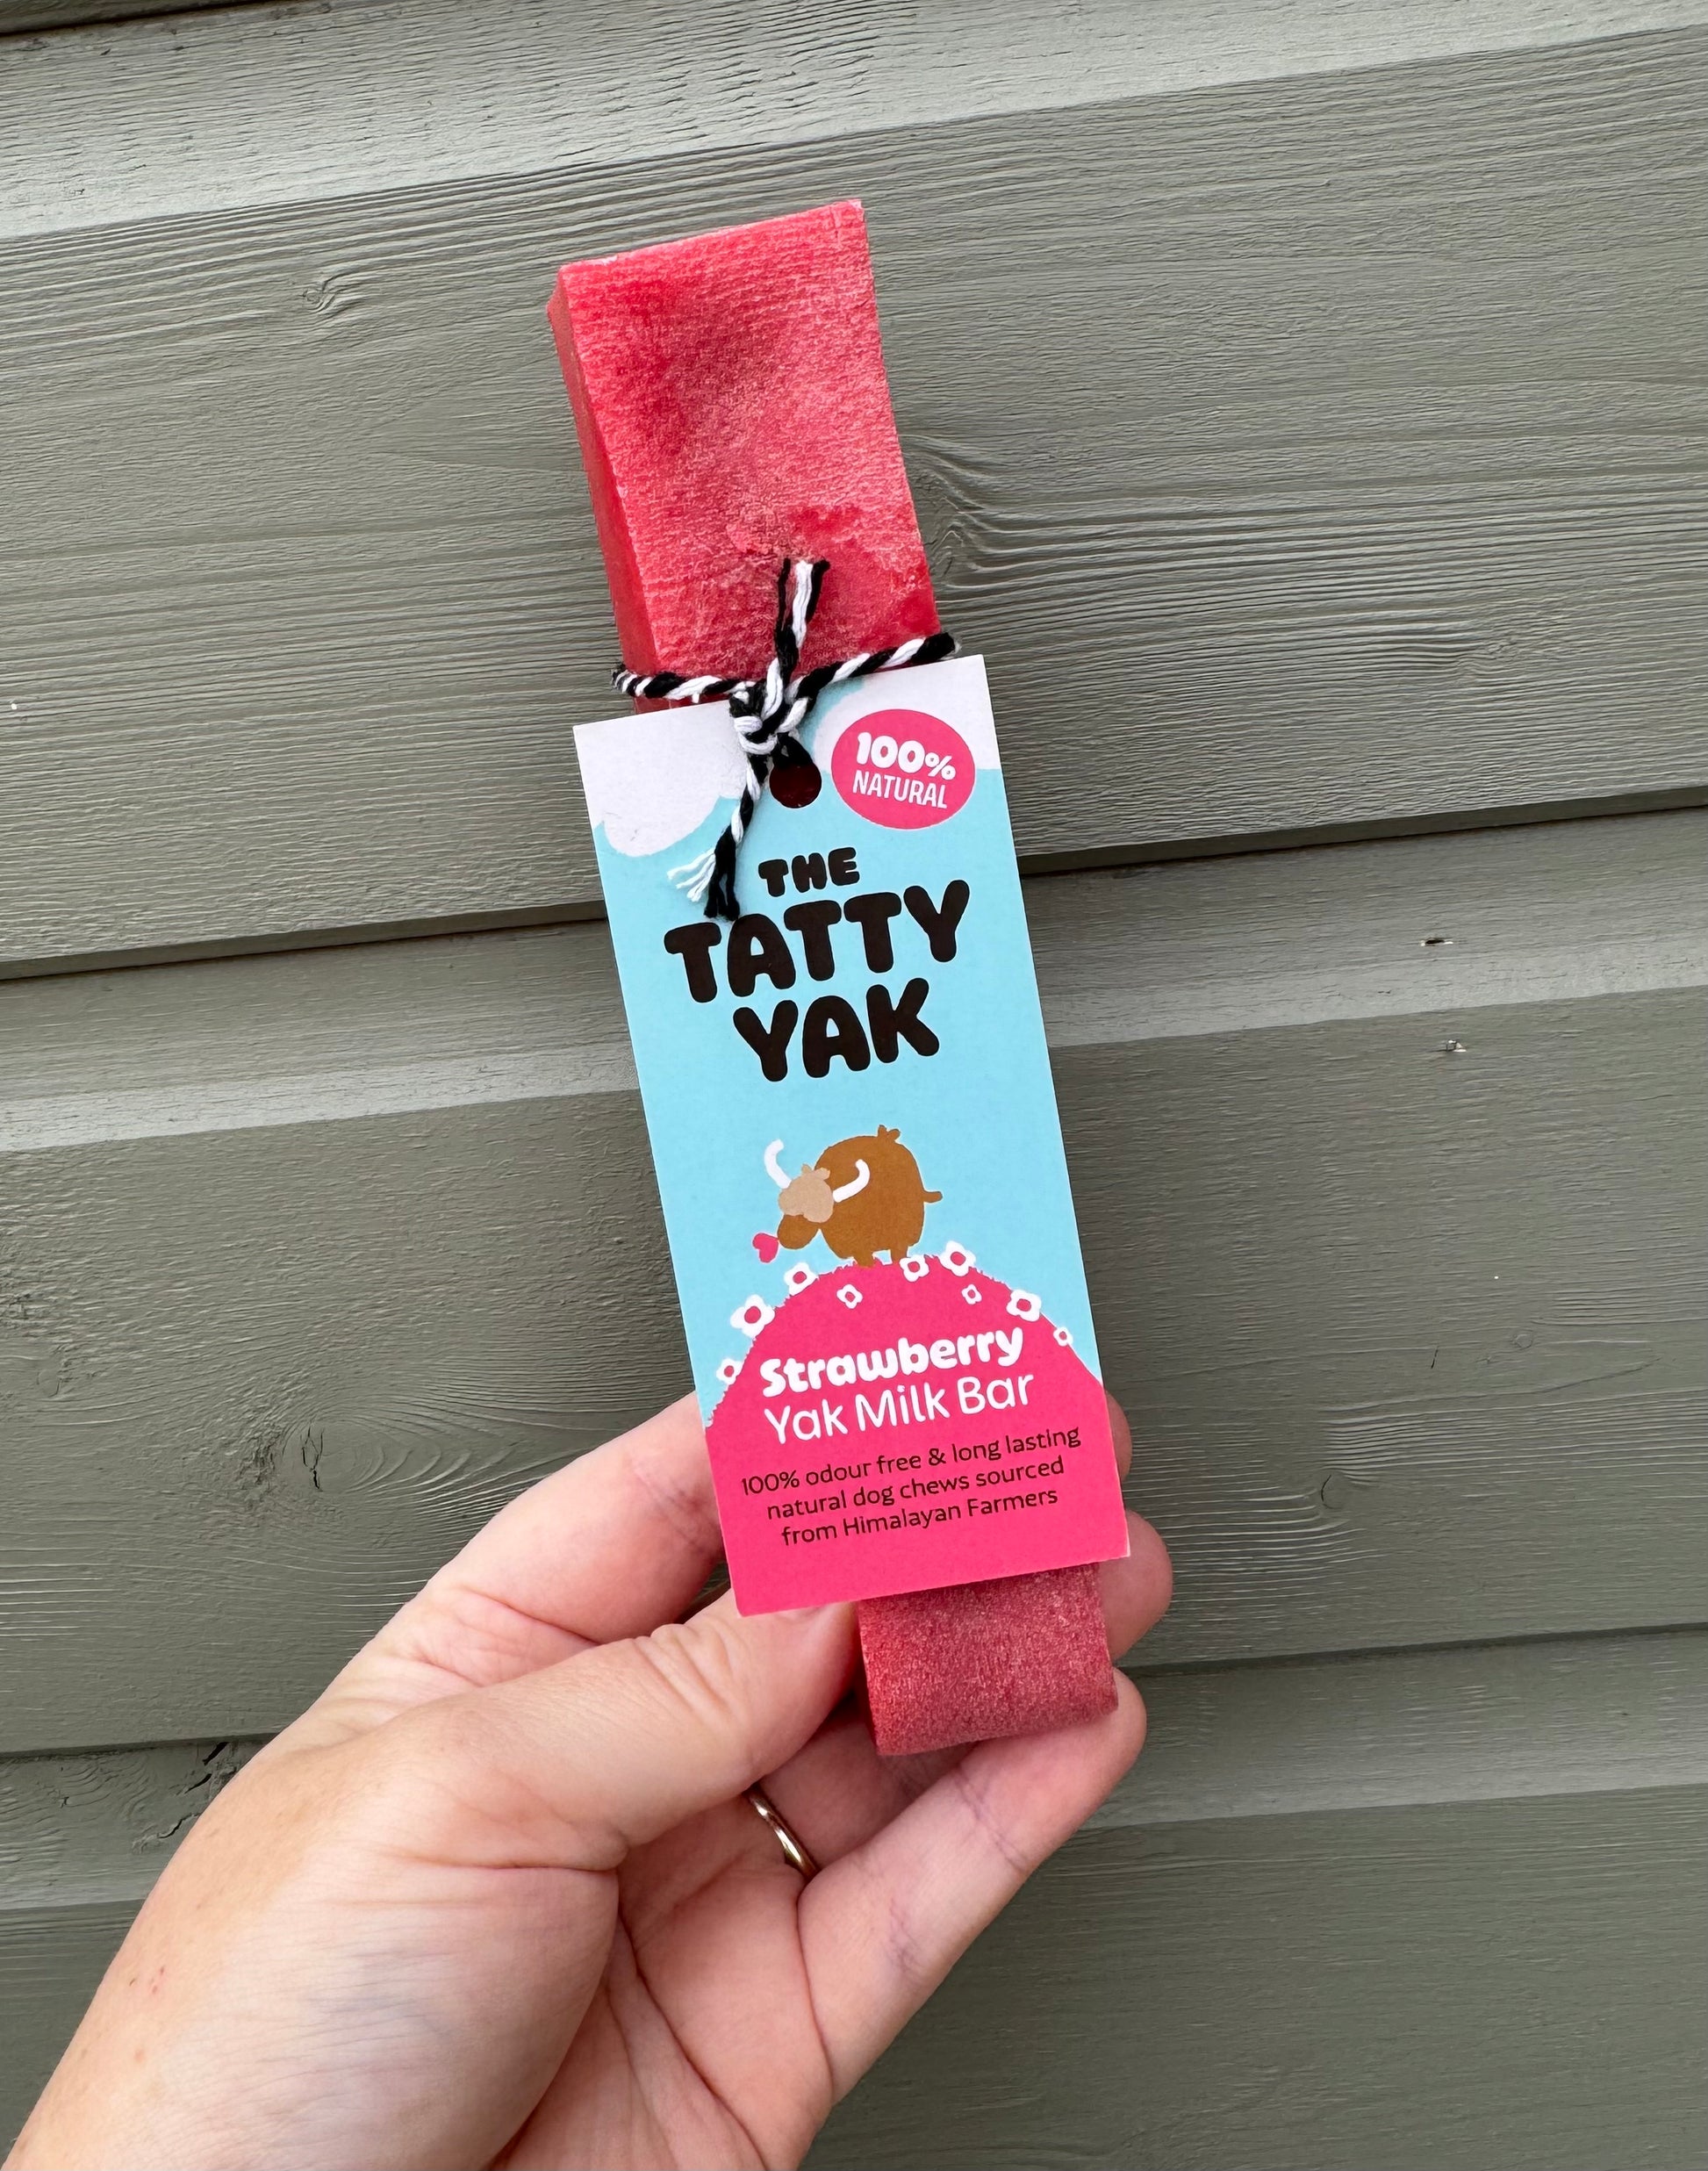 100%
NATURAL
THE
TATTY
YAK
Strawberry
Yak Milk Bar
100% odour free & long lasting
natural dog chews sourced
from Himalayan Farmers